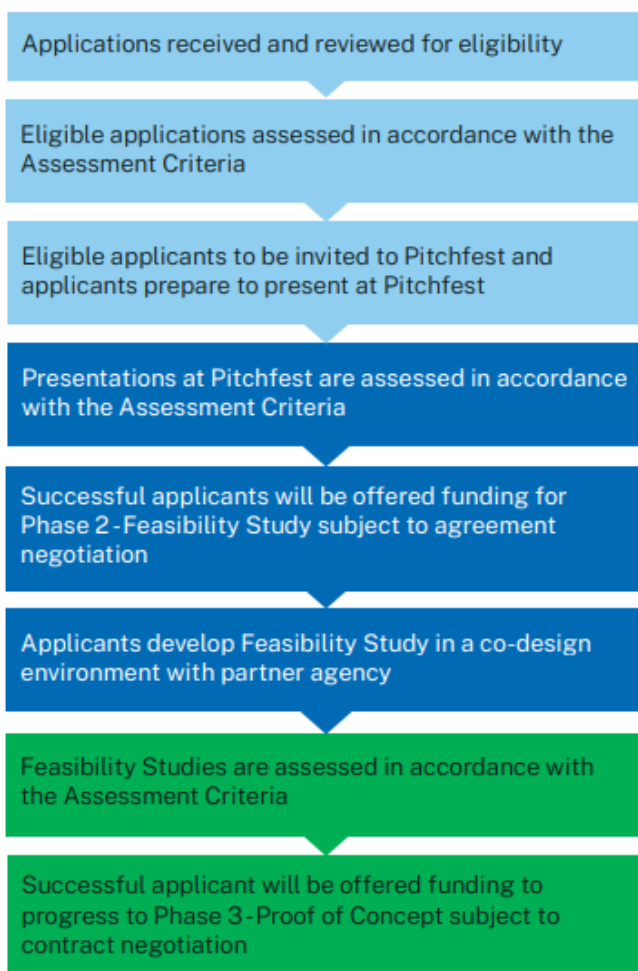 Applications received and reviewed for eligibility
Eligible applications assessed in accordance with the
Assessment Criteria
Eligible applicants to be invited to Pitchfest and
applicants prepare to present at Pitchfest
Presentations at Pitchfest are assessed in accordance
with the Assessment Criteria
Successful applicants will be offered funding for
Phase 2-Feasibility Study subject to agreement
negotiation
Applicants develop Feasibility Study in a co-design
environment with partner agency
Feasibility Studies are assessed in accordance with
the Assessment Criteria
Successful applicant will be offered funding to
progress to Phase 3-Proof of Concept subject to
contract negotiation